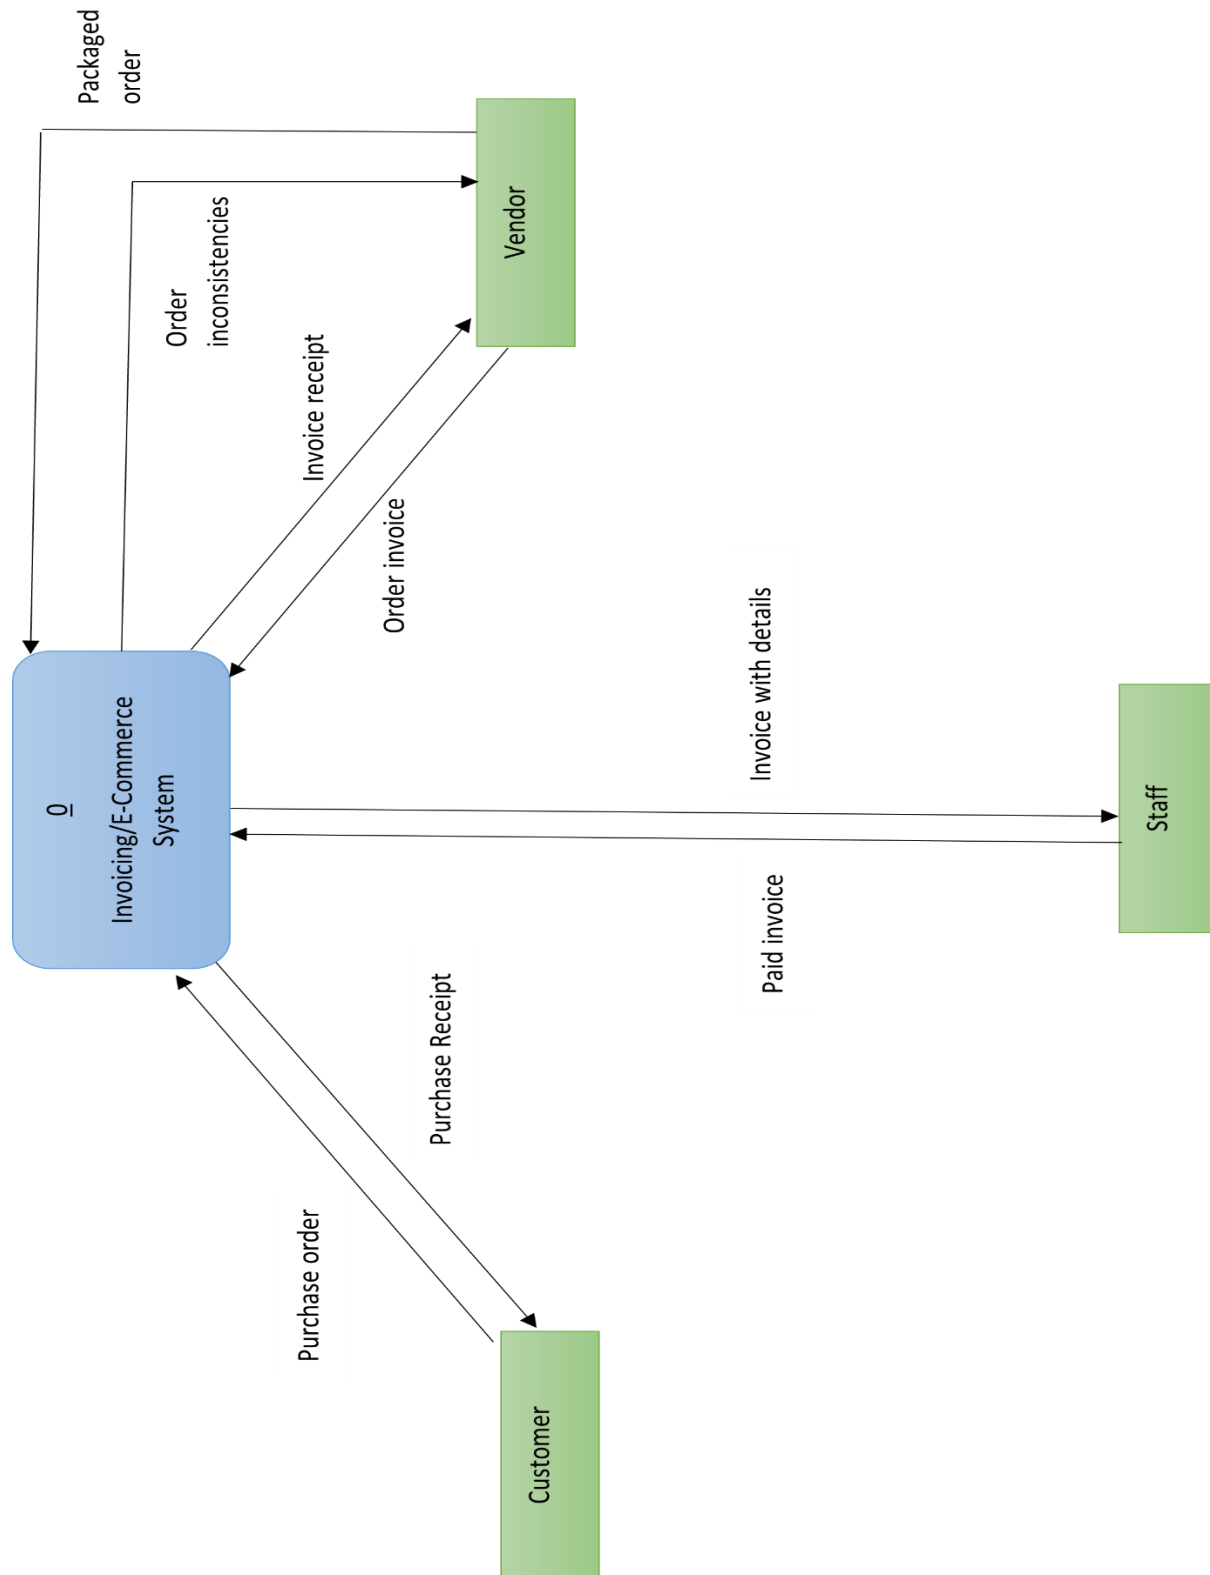 0
Invoicing/E-Commerce
System
Packaged
order
Order
inconsistencies
Invoice receipt
Order invoice
Vendor
Purchase order
Purchase Receipt
Customer
Paid invoice
Invoice with details
Staff